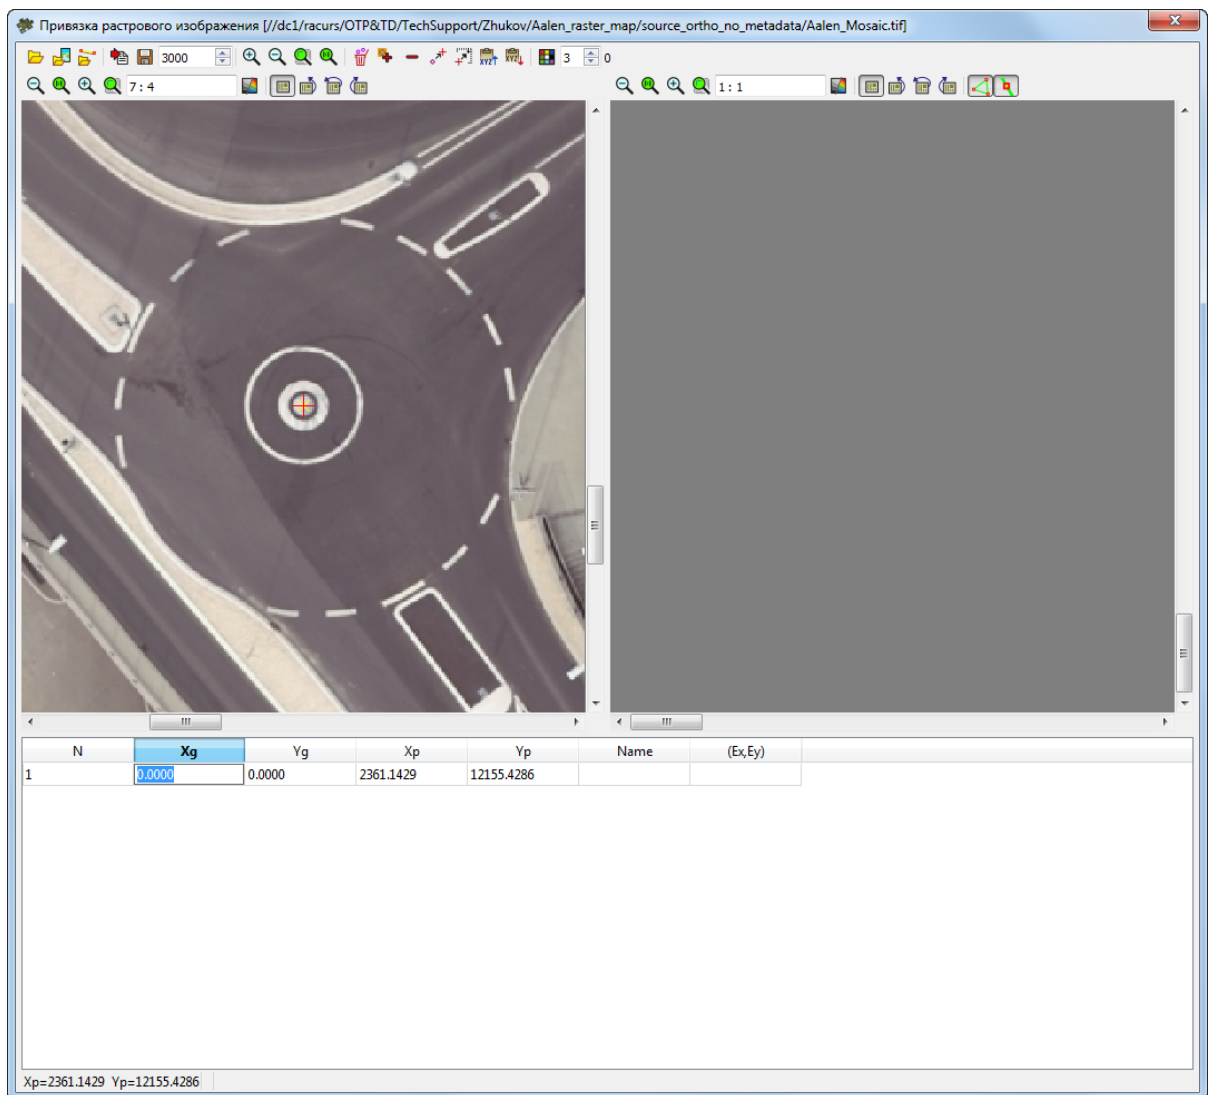 Привязка растрового изображения [//dc1/racurs/OTP&TD/TechSupport/Zhukov/Aalen_raster_map/source_ortho_no_metadata/Aalen_Mosaic.tif]
3000 3 0
7:4 1:1
N Xg Yg Xp Yp Name (Ex,Ey)
1 0.0000 0.0000 2361.1429 12155.4286
Xp=2361.1429 Yp=12155.4286